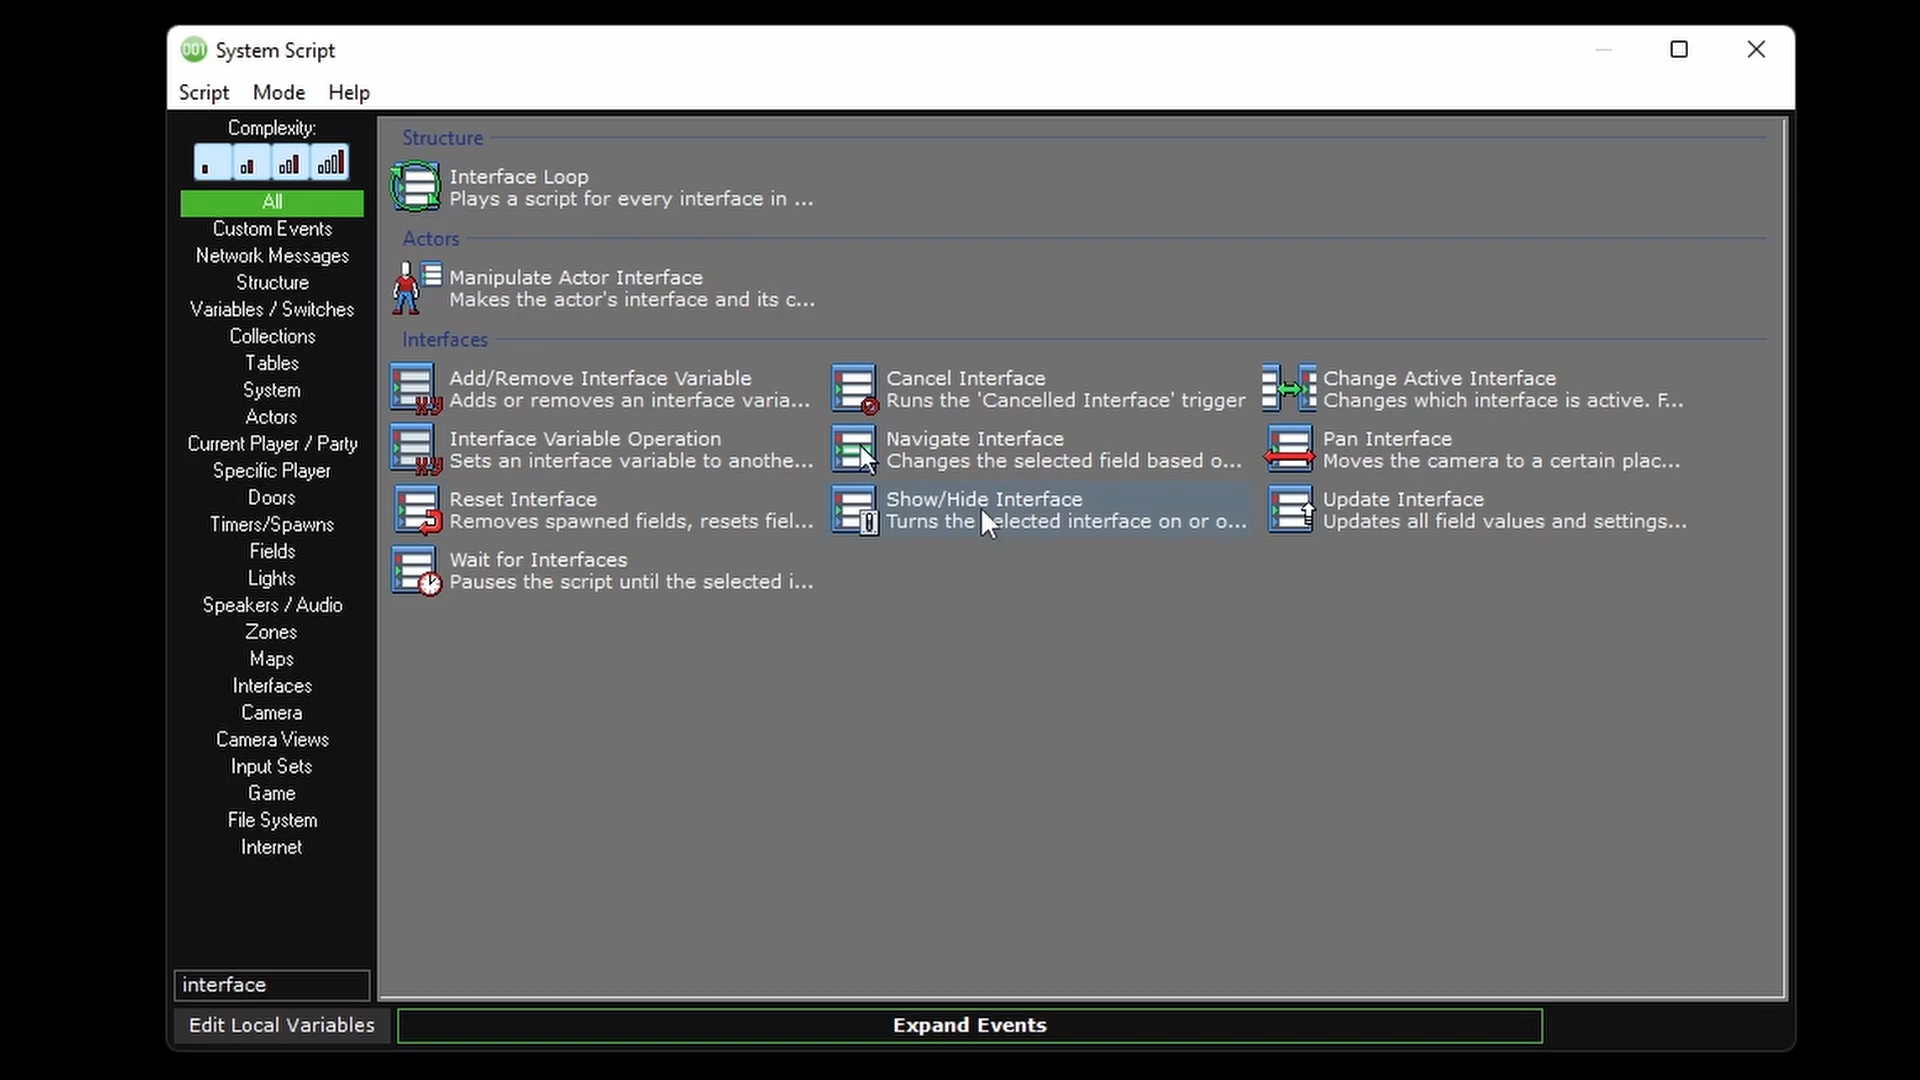 001 System Script
Script Mode Help
Complexity:
All
Custom Events
Network Messages
Structure
Variables / Switches
Collections
Tables
System
Actors
Current Player / Party
Specific Player
Doors
Timers/Spawns
Fields
Lights
Speakers / Audio
Zones
Maps
Interfaces
Camera
Camera Views
Input Sets
Game
File System
Internet
interface
Edit Local Variables
Structure
Interface Loop
Plays a script for every interface in ...
Actors
Manipulate Actor Interface
Makes the actor's interface and its c...
Interfaces
Add/Remove Interface Variable
Adds or removes an interface varia...
Cancel Interface
Runs the 'Cancelled Interface' trigger
Change Active Interface
Changes which interface is active. F...
Interface Variable Operation
Sets an interface variable to anothe...
Navigate Interface
Changes the selected field based o...
Pan Interface
Moves the camera to a certain plac...
Reset Interface
Removes spawned fields, resets fiel...
Show/Hide Interface
Turns the selected interface on or o...
Update Interface
Updates all field values and settings...
Wait for Interfaces
Pauses the script until the selected i...
Expand Events